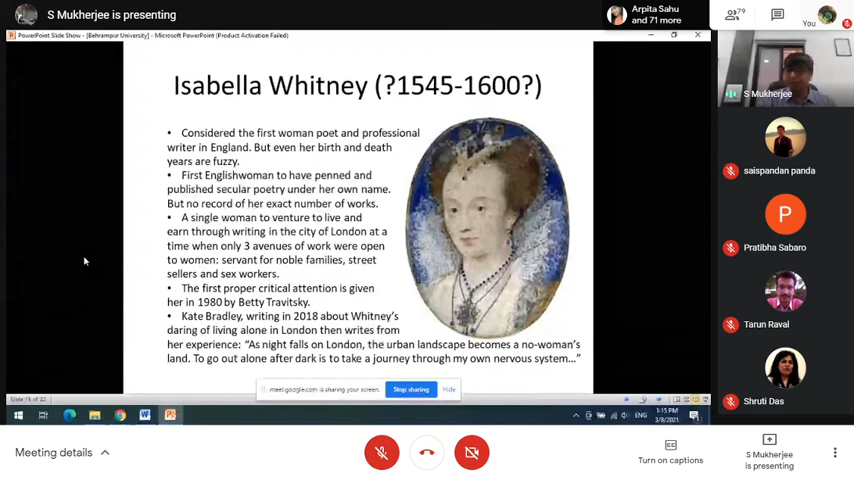 S Mukherjee is presenting
Arpita Sahu
and 71 more
79
You
PowerPoint Slide Show - [Behrampur University] - Microsoft PowerPoint (Product Activation Failed)
Isabella Whitney (?1545-1600?)
• Considered the first woman poet and professional
writer in England. But even her birth and death
years are fuzzy.
• First Englishwoman to have penned and
published secular poetry under her own name.
But no record of her exact number of works.
• A single woman to venture to live and
earn through writing in the city of London at a
time when only 3 avenues of work were open
to women: servant for noble families, street
sellers and sex workers.
• The first proper critical attention is given
her in 1980 by Betty Travitsky.
• Kate Bradley, writing in 2018 about Whitney's
daring of living alone in London then writes from
her experience: “As night falls on London, the urban landscape becomes a no-woman's
land. To go out alone after dark is to take a journey through my own nervous system…”
meet.google.com is sharing your screen.
Stop sharing
Hide
ENG
1:15 PM
3/8/2021
S Mukherjee
saispandan panda
P
Pratibha Sabaro
Tarun Raval
Shruti Das
Meeting details
Turn on captions
S Mukherjee
is presenting